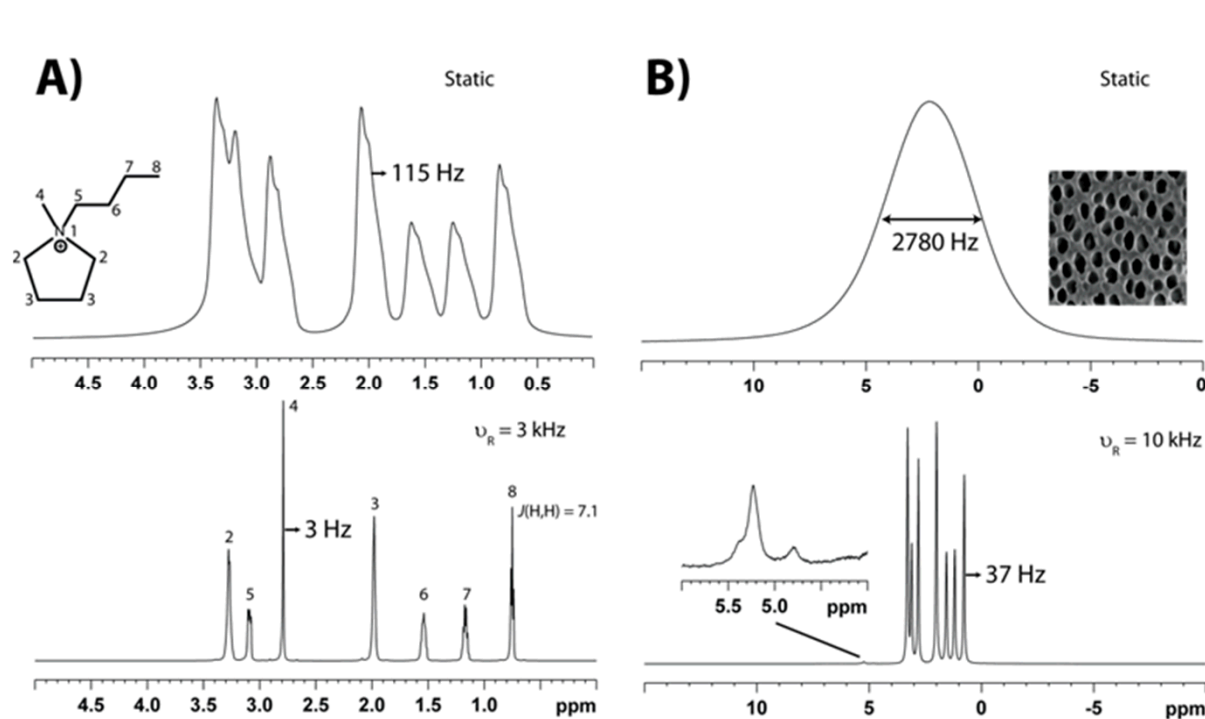 A)
Static
115 Hz
7 8
4 5 6
N 1
⊕
2 2
3 3
4.5 4.0 3.5 3.0 2.5 2.0 1.5 1.0 0.5
4
υR = 3 kHz
3 Hz
3
8
J(H,H) = 7.1
2
5
6
7
4.5 4.0 3.5 3.0 2.5 2.0 1.5 1.0 ppm
B)
Static
2780 Hz
10 5 0 -5 0
υR = 10 kHz
37 Hz
5.5 5.0 ppm
10 5 0 -5 ppm